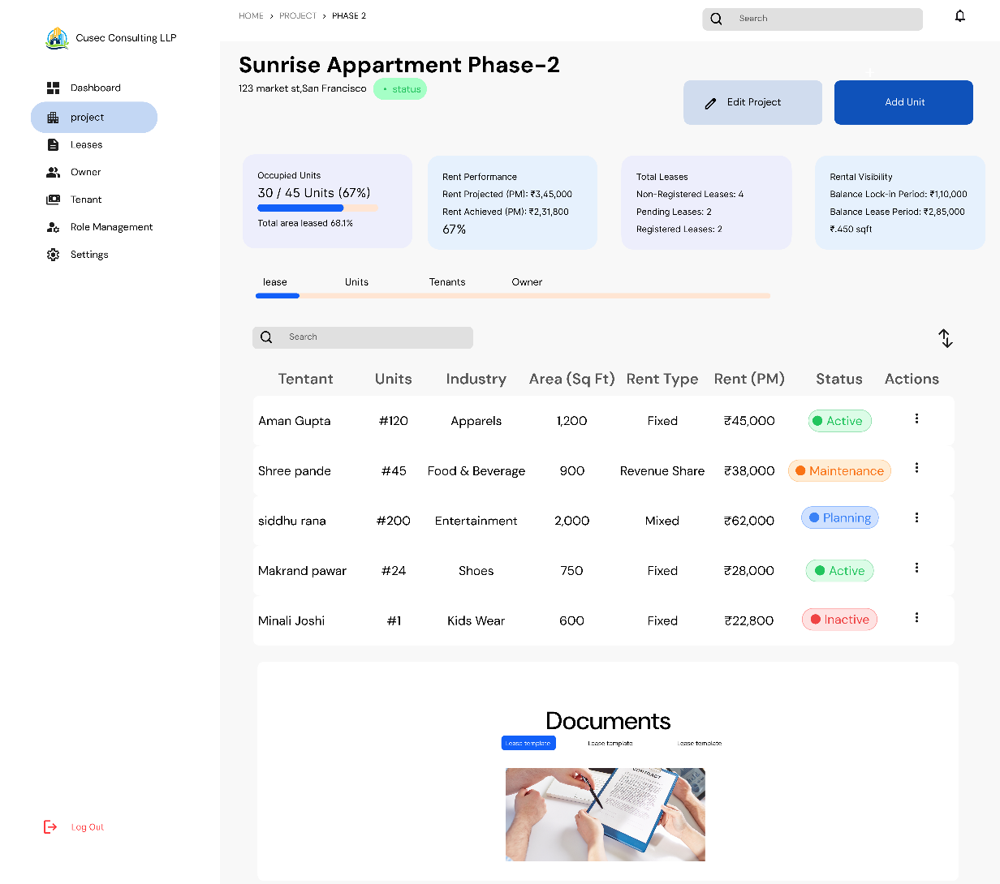 HOME > PROJECT > PHASE 2
Search
Cusec Consulting LLP
Dashboard
project
Leases
Owner
Tenant
Role Management
Settings
Log Out
Sunrise Appartment Phase-2
123 market st,San Francisco • status
Edit Project
Add Unit
Occupied Units
30 / 45 Units (67%)
Total area leased 68.1%
Rent Performance
Rent Projected (PM): ₹3,45,000
Rent Achieved (PM): ₹2,31,800
67%
Total Leases
Non-Registered Leases: 4
Pending Leases: 2
Registered Leases: 2
Rental Visibility
Balance Lock-in Period: ₹1,10,000
Balance Lease Period: ₹2,85,000
₹.450 sqft
lease Units Tenants Owner
Search
Tentant Units Industry Area (Sq Ft) Rent Type Rent (PM) Status Actions
Aman Gupta #120 Apparels 1,200 Fixed ₹45,000 Active
Shree pande #45 Food & Beverage 900 Revenue Share ₹38,000 Maintenance
siddhu rana #200 Entertainment 2,000 Mixed ₹62,000 Planning
Makrand pawar #24 Shoes 750 Fixed ₹28,000 Active
Minali Joshi #1 Kids Wear 600 Fixed ₹22,800 Inactive
Documents
Lease template Lease template Lease template
CONTRACT